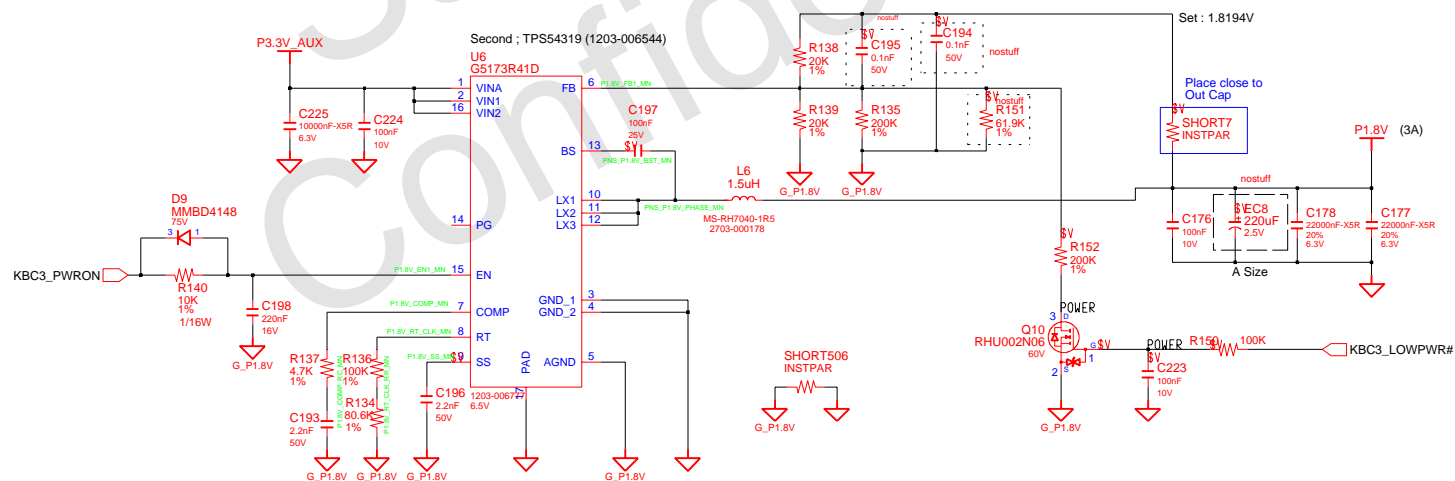 Confid
P3.3V_AUX
Second ; TPS54319 (1203-006544)
U6
G5173R41D
Set : 1.8194V
nostuff
$V
C195
0.1nF
50V
$V
C194
0.1nF
50V
nostuff
R138
20K
1%
1 VINA
2 VIN1
16 VIN2
FB 6
P1.8V_FB1_MN
C225
10000nF-X5R
6.3V
C224
100nF
10V
C197
100nF
25V
$V
R139
20K
1%
R135
200K
1%
$V
nostuff
R151
61.9K
1%
Place close to
Out Cap
$V
SHORT7
INSTPAR
P1.8V (3A)
BS 13
PNS_P1.8V_BST_MN
G_P1.8V
G_P1.8V
L6
1.5uH
MS-RH7040-1R5
2703-000178
LX1 10
LX2 11
LX3 12
PNS_P1.8V_PHASE_MN
nostuff
D9
MMBD4148
75V
3 1
14 PG
C176
100nF
10V
$V
EC8
220uF
2.5V
C178
22000nF-X5R
20%
6.3V
C177
22000nF-X5R
20%
6.3V
A Size
KBC3_PWRON
R140
10K
1%
1/16W
P1.8V_EN1_MN
15 EN
$V
R152
200K
1%
C198
220nF
16V
G_P1.8V
P1.8V_COMP_MN
7 COMP
GND_1 3
GND_2 4
P1.8V_RT_CLK_MN
8 RT
P1.8V_SS_MN
$V
9 SS
AGND 5
PAD
17
1203-006717
6.5V
R137
4.7K
1%
P1.8V_COMP_RC_MN
R136
100K
1%
P1.8V_RT_CLK_RR_MN
R134
80.6K
1%
C193
2.2nF
50V
C196
2.2nF
50V
G_P1.8V
G_P1.8V
G_P1.8V
G_P1.8V
SHORT506
INSTPAR
G_P1.8V
POWER
3 D
Q10
RHU002N06
60V
G
$V
1
2 S
G_P1.8V
POWER
C223
100nF
10V
$V
100K
KBC3_LOWPWR#